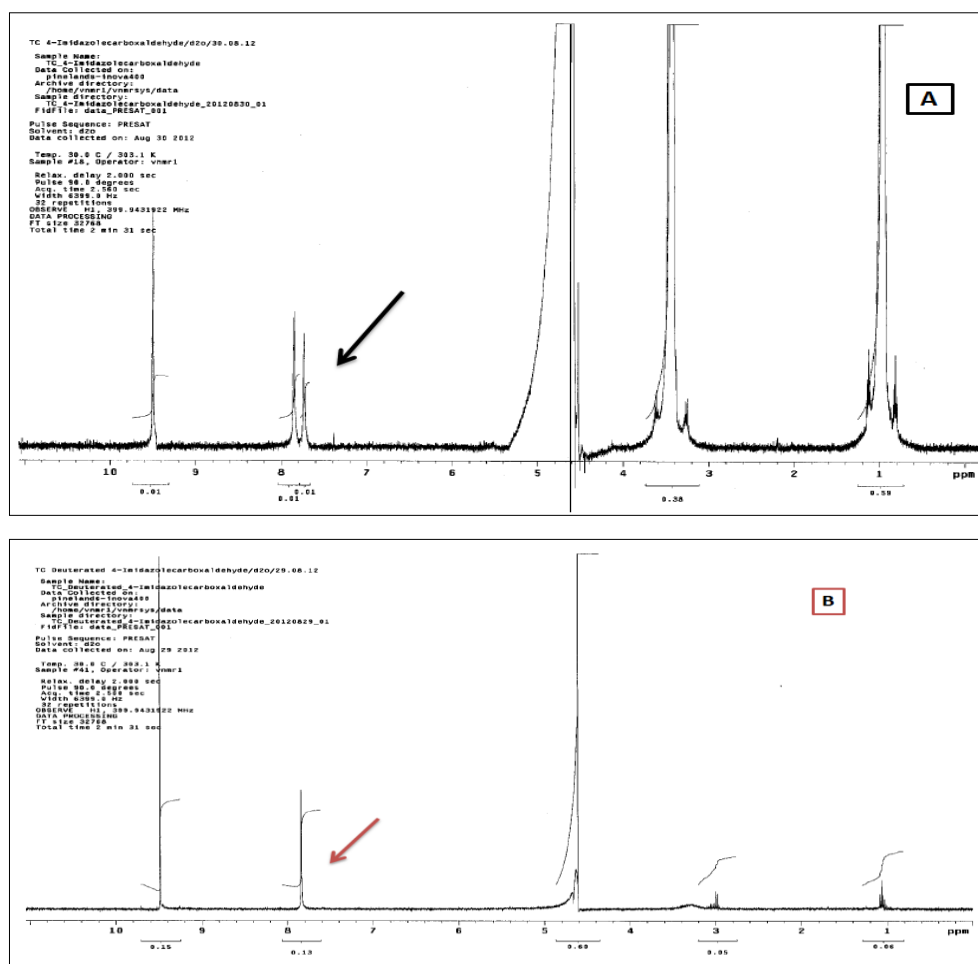 TC 4-Imidazolecarboxaldehyde/d2o/30.08.12
Sample Name:
TC_4-Imidazolecarboxaldehyde
Data Collected on:
pinelands-inova400
Archive directory:
/home/vnmr1/vnmrsys/data
Sample directory:
TC_4-Imidazolecarboxaldehyde_20120830_01
FidFile: data_PRESAT_001
Pulse Sequence: PRESAT
Solvent: d2o
Data collected on: Aug 30 2012
Temp. 30.0 C / 303.1 K
Sample #18, Operator: vnmr1
Relax. delay 2.000 sec
Pulse 90.0 degrees
Acq. time 2.560 sec
Width 6399.0 Hz
32 repetitions
OBSERVE H1, 399.9431922 MHz
DATA PROCESSING
FT size 32768
Total time 2 min 31 sec
A
10 9 8 7 6 5 4 3 2 1 ppm
0.01 0.01 0.38 0.59
0.01
TC Deuterated 4-Imidazolecarboxaldehyde/d2o/29.08.12
Sample Name:
TC_Deuterated_4-Imidazolecarboxaldehyde
Data Collected on:
pinelands-inova400
Archive directory:
/home/vnmr1/vnmrsys/data
Sample directory:
TC_Deuterated_4-Imidazolecarboxaldehyde_20120829_01
FidFile: data_PRESAT_001
Pulse Sequence: PRESAT
Solvent: d2o
Data collected on: Aug 29 2012
Temp. 30.0 C / 303.1 K
Sample #41, Operator: vnmr1
Relax. delay 2.000 sec
Pulse 90.0 degrees
Acq. time 2.560 sec
Width 6399.0 Hz
32 repetitions
OBSERVE H1, 399.9431922 MHz
DATA PROCESSING
FT size 32768
Total time 2 min 31 sec
B
10 9 8 7 6 5 4 3 2 1 ppm
0.15 0.13 0.60 0.05 0.06